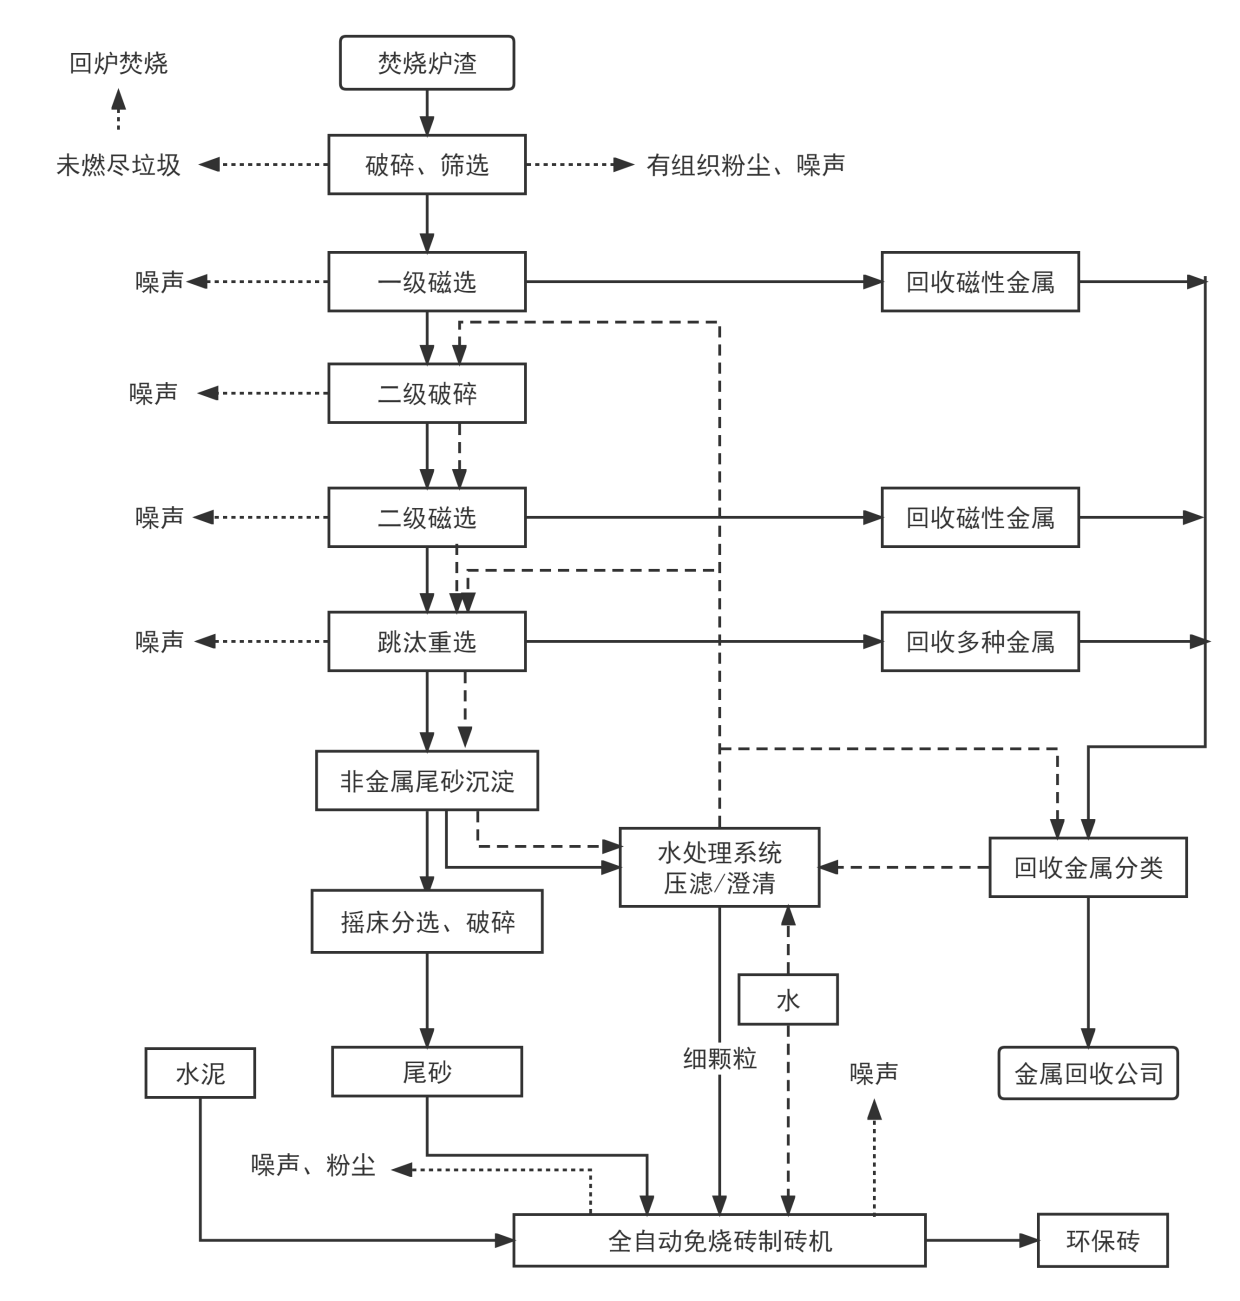 焚烧炉渣
回炉焚烧
未燃尽垃圾
破碎、筛选
有组织粉尘、噪声
噪声
一级磁选
回收磁性金属
噪声
二级破碎
噪声
二级磁选
回收磁性金属
噪声
跳汰重选
回收多种金属
非金属尾砂沉淀
水处理系统
压滤/澄清
回收金属分类
摇床分选、破碎
水
细颗粒
水泥
尾砂
噪声
金属回收公司
噪声、粉尘
全自动免烧砖制砖机
环保砖